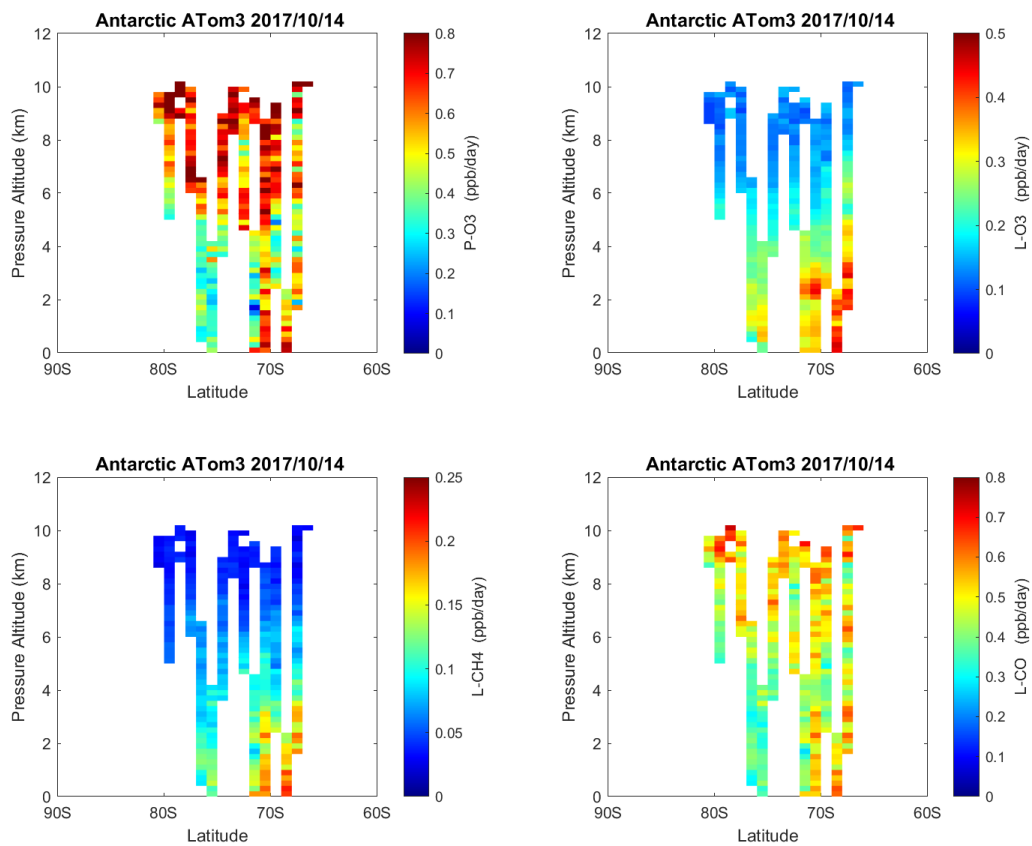 Antarctic ATom3 2017/10/14
12
10
8
6
4
2
0
Pressure Altitude (km)
90S 80S 70S 60S
Latitude
0.8
0.7
0.6
0.5
0.4
0.3
0.2
0.1
0
P-O3 (ppb/day)
Antarctic ATom3 2017/10/14
12
10
8
6
4
2
0
Pressure Altitude (km)
90S 80S 70S 60S
Latitude
0.5
0.4
0.3
0.2
0.1
0
L-O3 (ppb/day)
Antarctic ATom3 2017/10/14
12
10
8
6
4
2
0
Pressure Altitude (km)
90S 80S 70S 60S
Latitude
0.25
0.2
0.15
0.1
0.05
0
L-CH4 (ppb/day)
Antarctic ATom3 2017/10/14
12
10
8
6
4
2
0
Pressure Altitude (km)
90S 80S 70S 60S
Latitude
0.8
0.7
0.6
0.5
0.4
0.3
0.2
0.1
0
L-CO (ppb/day)